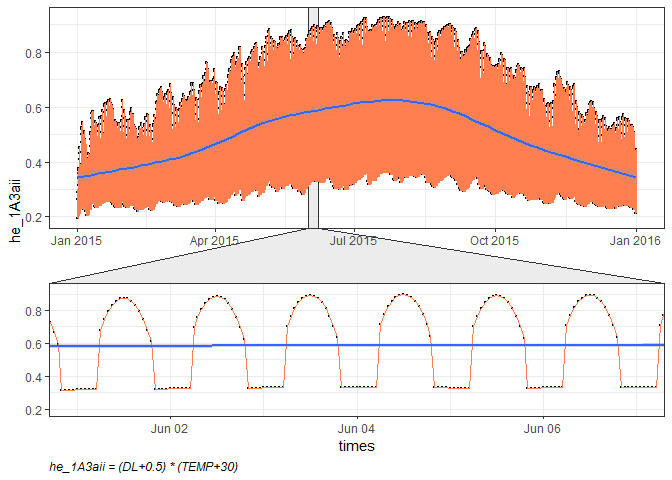 he_1A3aii
0.8
0.6
0.4
0.2
Jan 2015
Apr 2015
Jul 2015
Oct 2015
Jan 2016
0.8
0.6
0.4
0.2
Jun 02
Jun 04
Jun 06
times
he_1A3aii = (DL+0.5) * (TEMP+30)